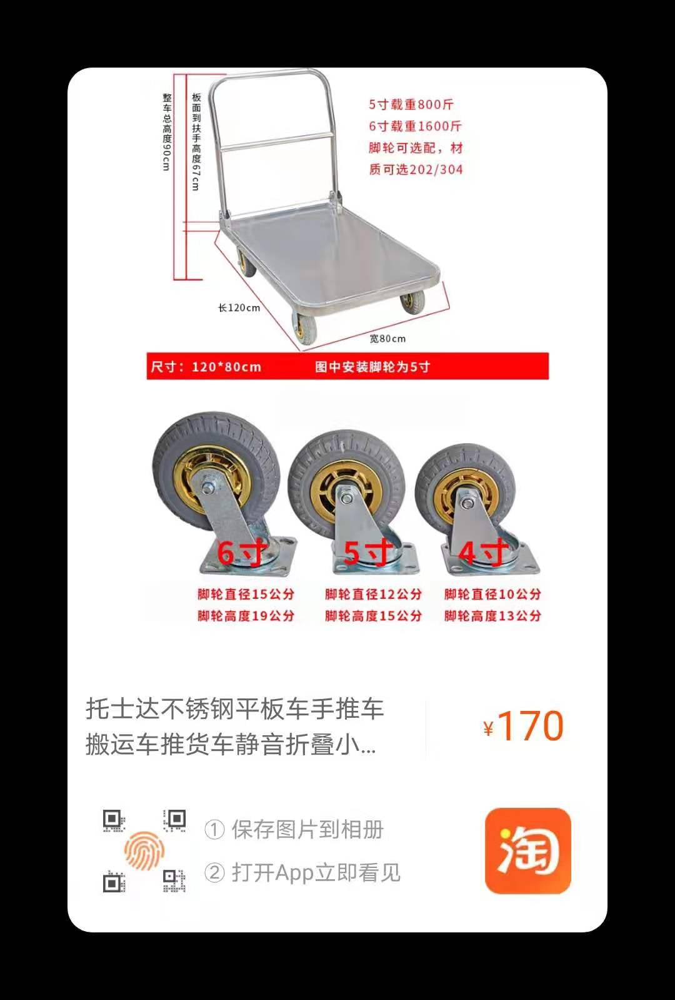 整车总高度90cm
板面到扶手高度67cm
5寸载重800斤
6寸载重1600斤
脚轮可选配，材
质可选202/304
长120cm
宽80cm
尺寸：120*80cm 图中安装脚轮为5寸
6寸 5寸 4寸
脚轮直径15公分 脚轮直径12公分 脚轮直径10公分
脚轮高度19公分 脚轮高度15公分 脚轮高度13公分
托士达不锈钢平板车手推车
搬运车推货车静音折叠小...
¥170
① 保存图片到相册
② 打开App立即看见
淘